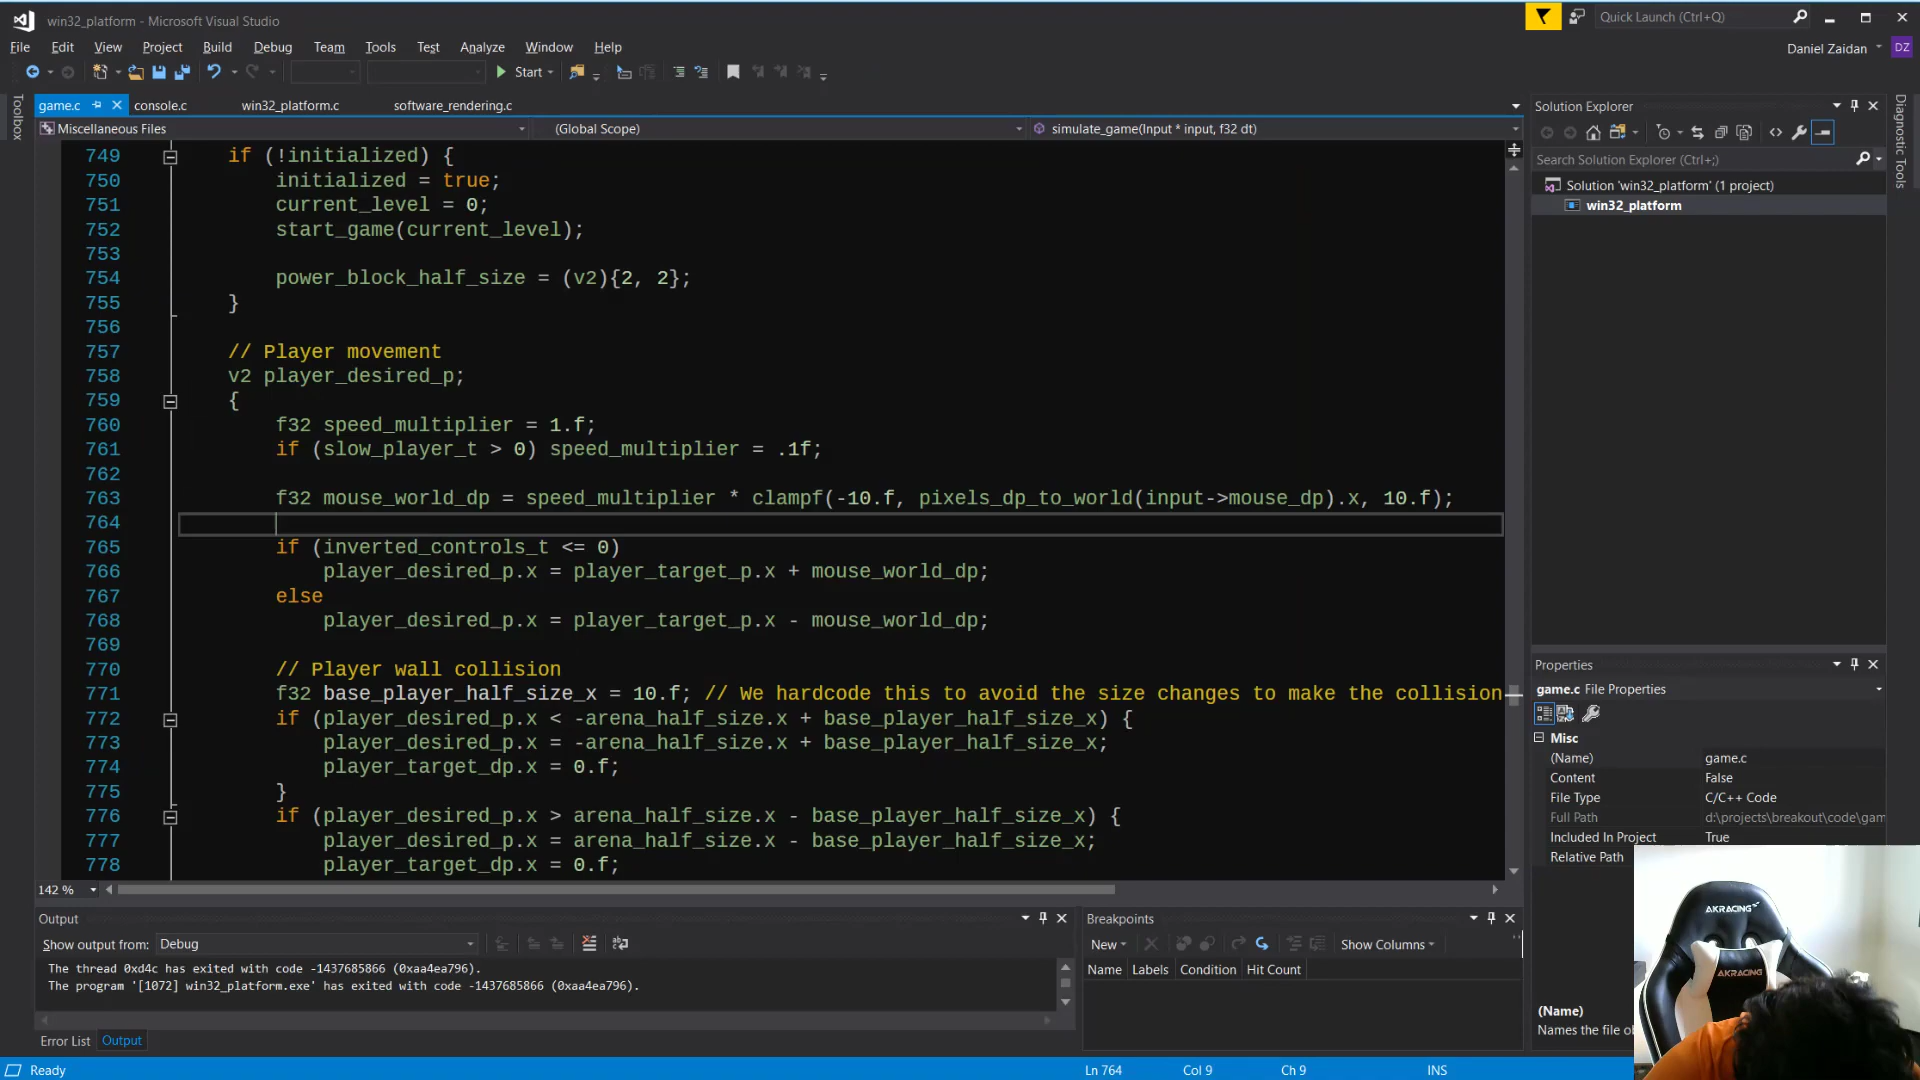 win32_platform - Microsoft Visual Studio
Quick Launch (Ctrl+Q)
File Edit View Project Build Debug Team Tools Test Analyze Window Help
Daniel Zaidan DZ
Start
Toolbox
game.c console.c win32_platform.c software_rendering.c
Miscellaneous Files (Global Scope) simulate_game(Input * input, f32 dt)
749 if (!initialized) {
750 initialized = true;
751 current_level = 0;
752 start_game(current_level);
753
754 power_block_half_size = (v2){2, 2};
755 }
756
757 // Player movement
758 v2 player_desired_p;
759 {
760 f32 speed_multiplier = 1.f;
761 if (slow_player_t > 0) speed_multiplier = .1f;
762
763 f32 mouse_world_dp = speed_multiplier * clampf(-10.f, pixels_dp_to_world(input->mouse_dp).x, 10.f);
764
765 if (inverted_controls_t <= 0)
766 player_desired_p.x = player_target_p.x + mouse_world_dp;
767 else
768 player_desired_p.x = player_target_p.x - mouse_world_dp;
769
770 // Player wall collision
771 f32 base_player_half_size_x = 10.f; // We hardcode this to avoid the size changes to make the collision
772 if (player_desired_p.x < -arena_half_size.x + base_player_half_size_x) {
773 player_desired_p.x = -arena_half_size.x + base_player_half_size_x;
774 player_target_dp.x = 0.f;
775 }
776 if (player_desired_p.x > arena_half_size.x - base_player_half_size_x) {
777 player_desired_p.x = arena_half_size.x - base_player_half_size_x;
778 player_target_dp.x = 0.f;
142 %
Solution Explorer
Search Solution Explorer (Ctrl+;)
Solution 'win32_platform' (1 project)
win32_platform
Diagnostic Tools
Properties
game.c File Properties
Misc
(Name) game.c
Content False
File Type C/C++ Code
Full Path d:\projects\breakout\code\gam
Included In Project True
Relative Path
(Name)
Names the file o
Output
Show output from: Debug
The thread 0xd4c has exited with code -1437685866 (0xaa4ea796).
The program '[1072] win32_platform.exe' has exited with code -1437685866 (0xaa4ea796).
Error List Output
Breakpoints
New Show Columns
Name Labels Condition Hit Count
AKRACING
AKRACING
Ready Ln 764 Col 9 Ch 9 INS